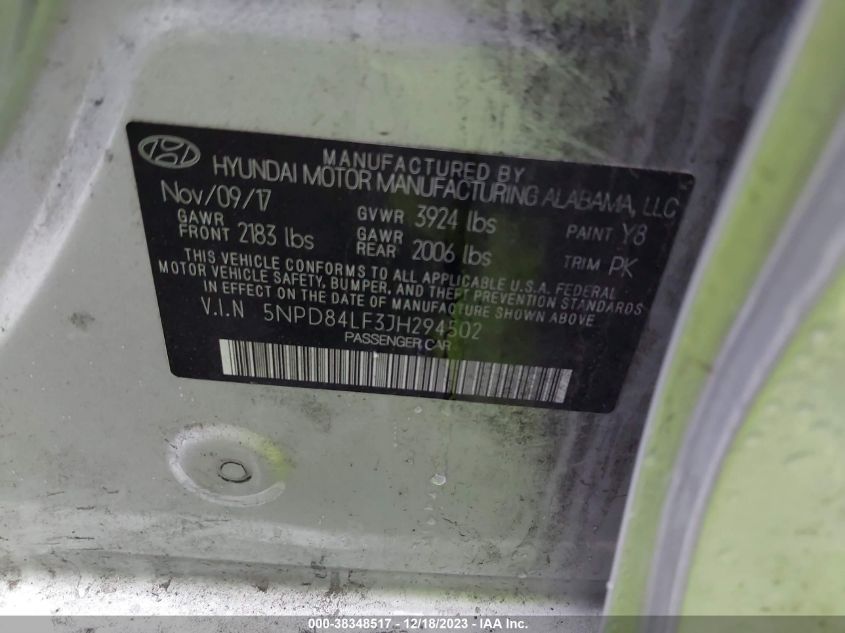 MANUFACTURED BY
HYUNDAI MOTOR MANUFACTURING ALABAMA, LLC
Nov/09/17 GVWR 3924 lbs PAINT Y8
GAWR FRONT 2183 lbs GAWR REAR 2006 lbs TRIM PK
THIS VEHICLE CONFORMS TO ALL APPLICABLE U.S.A. FEDERAL
MOTOR VEHICLE SAFETY, BUMPER, AND THEFT PREVENTION STANDARDS
IN EFFECT ON THE DATE OF MANUFACTURE SHOWN ABOVE.
V.I.N 5NPD84LF3JH294502
PASSENGER CAR
000-38348517 - 12/18/2023 - IAA Inc.